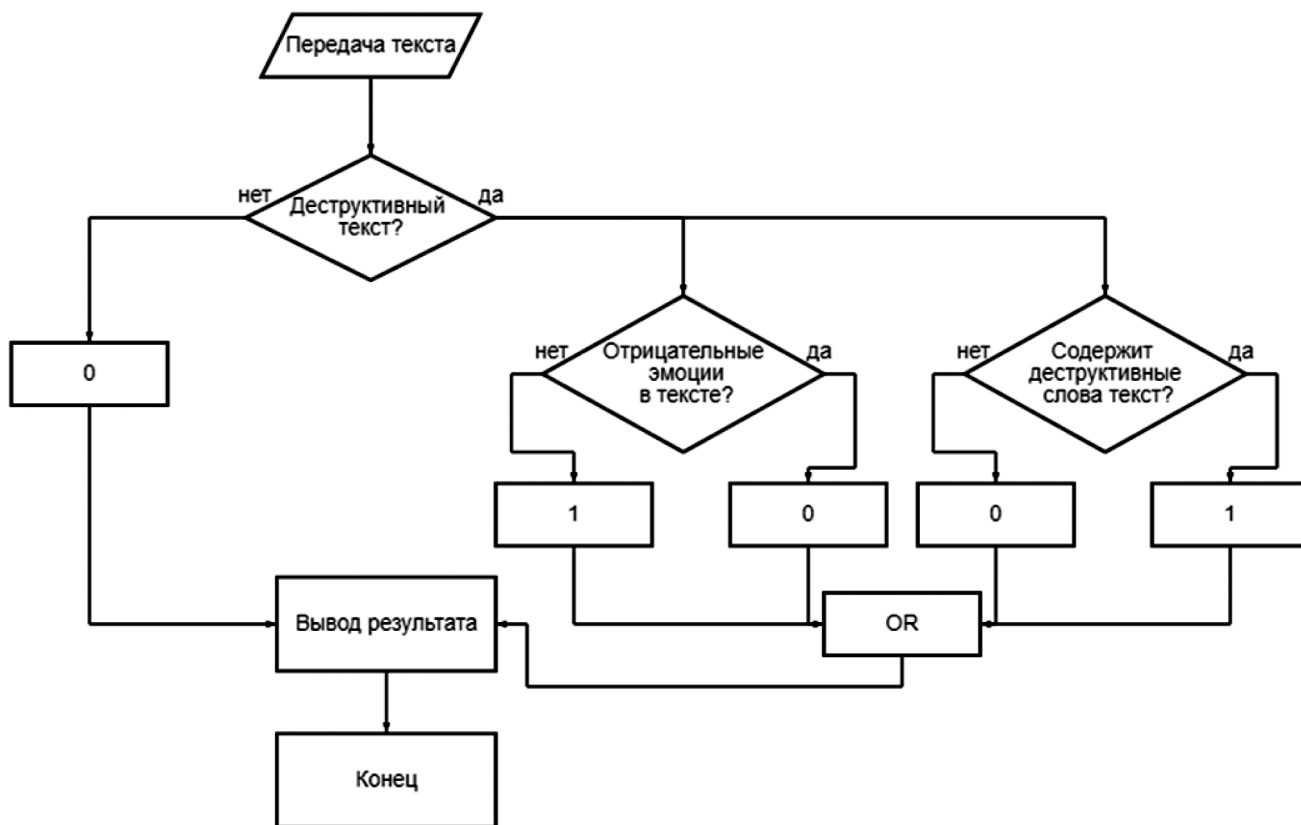 Передача текста
нет
да
Деструктивный
текст?
0
нет
Отрицательные
эмоции
в тексте?
да
нет
Содержит
деструктивные
слова текст?
да
1
0
0
1
Вывод результата
OR
Конец